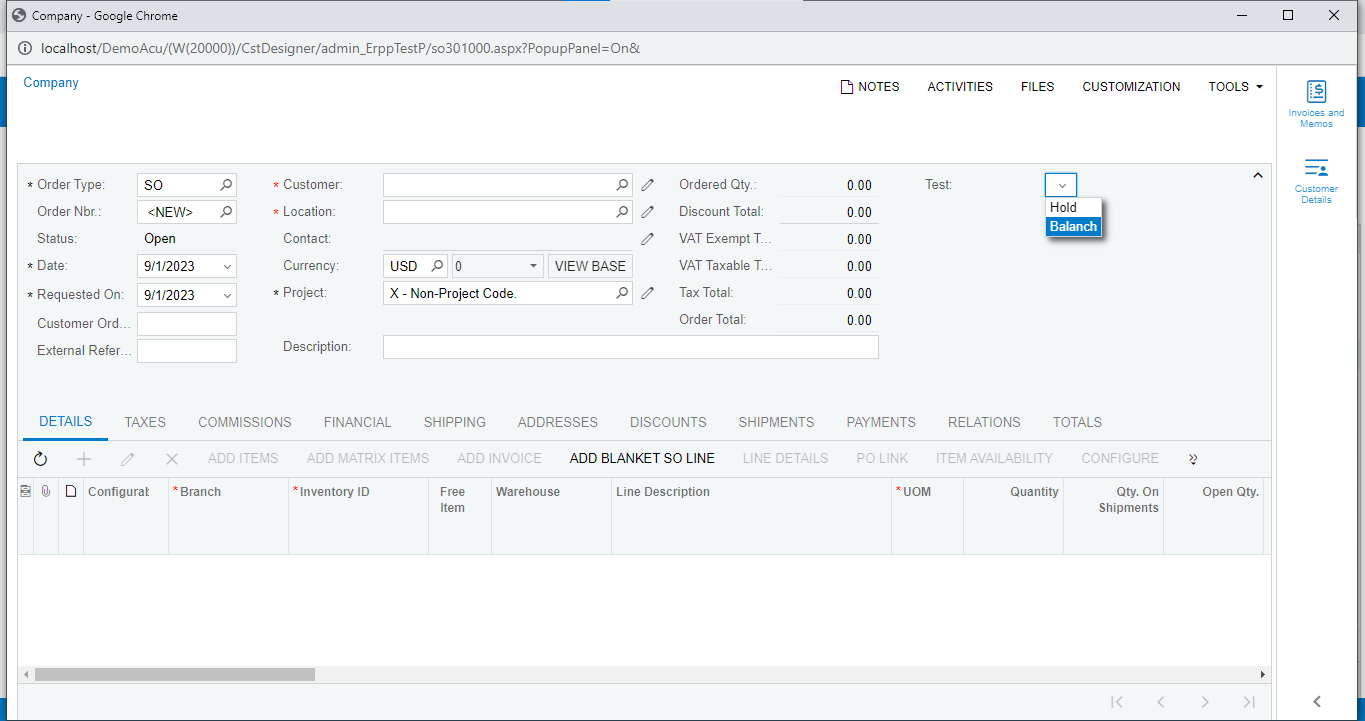 Company - Google Chrome
localhost/DemoAcu/(W(20000))/CstDesigner/admin_ErppTestP/so301000.aspx?PopupPanel=On&
Company
NOTES ACTIVITIES FILES CUSTOMIZATION TOOLS
Invoices and
Memos
Customer
Details
* Order Type: SO
Order Nbr.: <NEW>
Status: Open
* Date: 9/1/2023
* Requested On: 9/1/2023
Customer Ord...
External Refer...
* Customer:
* Location:
Contact:
Currency: USD 0 VIEW BASE
* Project: X - Non-Project Code.
Description:
Ordered Qty.: 0.00
Discount Total: 0.00
VAT Exempt T... 0.00
VAT Taxable T... 0.00
Tax Total: 0.00
Order Total: 0.00
Test:
Hold
Balanch
DETAILS TAXES COMMISSIONS FINANCIAL SHIPPING ADDRESSES DISCOUNTS SHIPMENTS PAYMENTS RELATIONS TOTALS
ADD ITEMS ADD MATRIX ITEMS ADD INVOICE ADD BLANKET SO LINE LINE DETAILS PO LINK ITEM AVAILABILITY CONFIGURE
Configurat *Branch *Inventory ID Free Warehouse Line Description *UOM Quantity Qty. On Open Qty.
Item Shipments